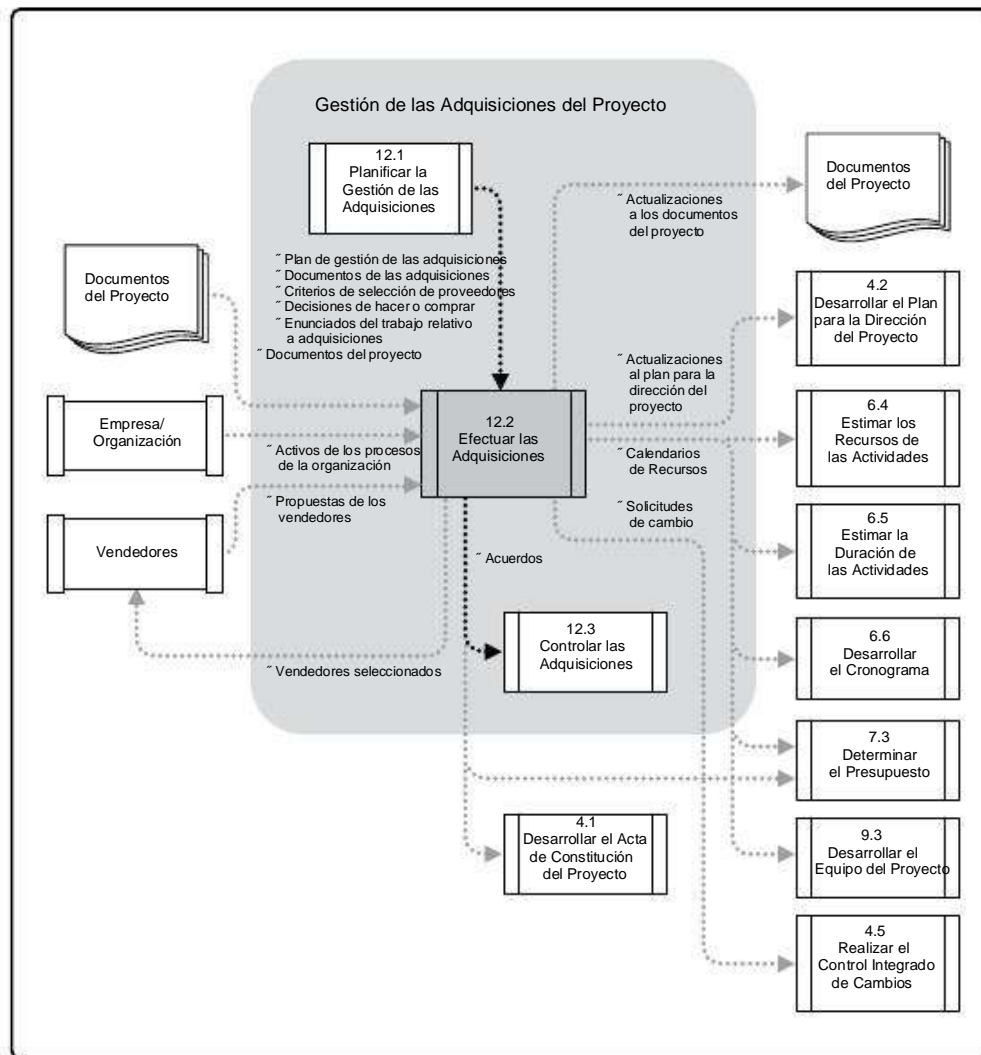 Gestión de las Adquisiciones del Proyecto
12.1
Planificar la
Gestión de las
Adquisiciones
˝ Plan de gestión de las adquisiciones
˝ Documentos de las adquisiciones
˝ Criterios de selección de proveedores
˝ Decisiones de hacer o comprar
˝ Enunciados del trabajo relativo
a adquisiciones
˝ Documentos del proyecto
Documentos
del Proyecto
Empresa/
Organización
˝ Activos de los procesos
de la organización
Vendedores
˝ Propuestas de los
vendedores
12.2
Efectuar las
Adquisiciones
˝ Acuerdos
˝ Vendedores seleccionados
12.3
Controlar las
Adquisiciones
4.1
Desarrollar el Acta
de Constitución
del Proyecto
˝ Actualizaciones
a los documentos
del proyecto
˝ Actualizaciones
al plan para la
dirección del
proyecto
˝ Calendarios
de Recursos
˝ Solicitudes
de cambio
Documentos
del Proyecto
4.2
Desarrollar el Plan
para la Dirección
del Proyecto
6.4
Estimar los
Recursos de
las Actividades
6.5
Estimar la
Duración de
las Actividades
6.6
Desarrollar
el Cronograma
7.3
Determinar
el Presupuesto
9.3
Desarrollar el
Equipo del Proyecto
4.5
Realizar el
Control Integrado
de Cambios